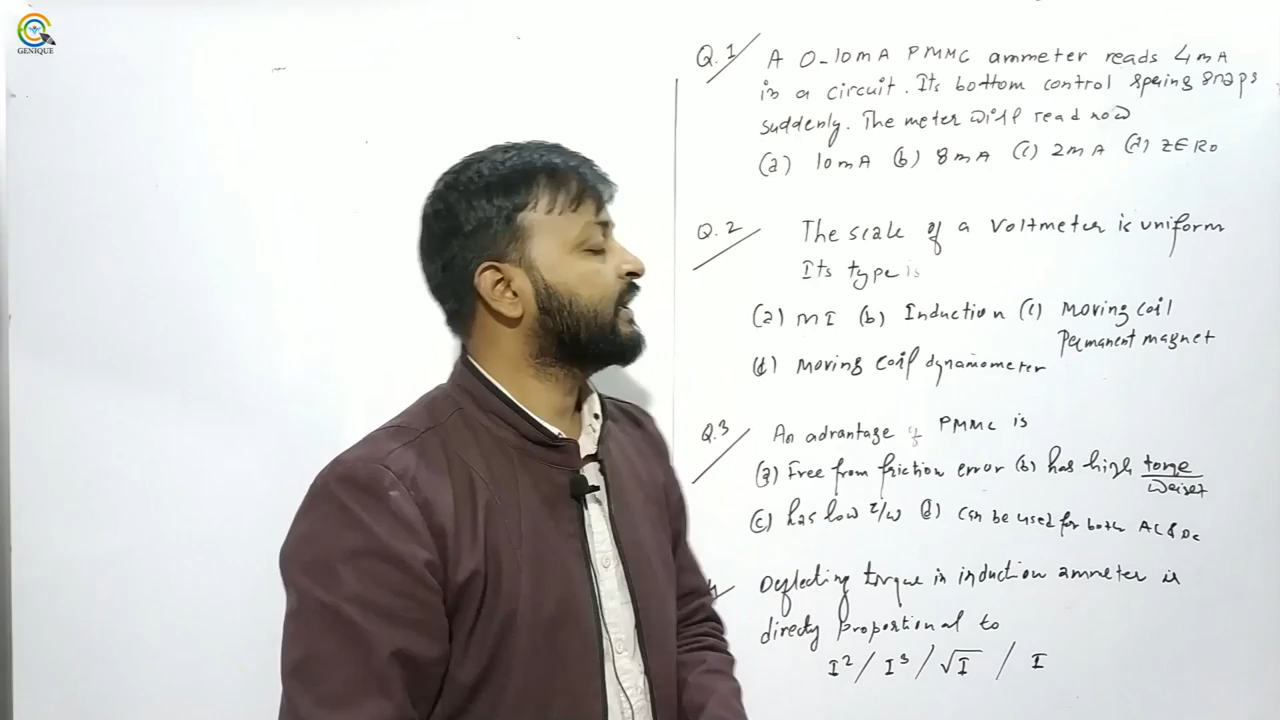 GENIQUE
Q.1 A 0-10mA PMMC ammeter reads 4mA
in a circuit. Its bottom control spring snaps
suddenly. The meter will read now
(a) 10mA (b) 8mA (c) 2mA (d) ZERO
Q.2 The scale of a Voltmeter is uniform
Its type is
(a) MI (b) Induction (c) Moving coil
Permanent magnet
(d) Moving coil dynamometer
Q.3 An advantage of PMMC is
(a) Free from friction error (b) has high torqe
Weiget
(c) has low τ/w (d) can be used for both AC & DC
Deflecting torque in induction ammeter is
directly proportional to
I² / I³ / √I / I